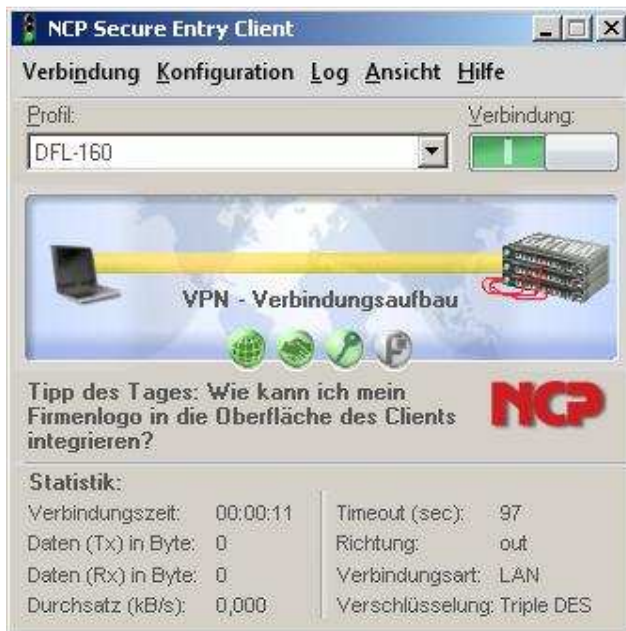 NCP Secure Entry Client
Verbindung Konfiguration Log Ansicht Hilfe
Profil: Verbindung:
DFL-160
VPN - Verbindungsaufbau
Tipp des Tages: Wie kann ich mein
Firmenlogo in die Oberfläche des Clients
integrieren?
NCP
Statistik:
Verbindungszeit: 00:00:11 Timeout (sec): 97
Daten (Tx) in Byte: 0 Richtung: out
Daten (Rx) in Byte: 0 Verbindungsart: LAN
Durchsatz (kB/s): 0,000 Verschlüsselung: Triple DES